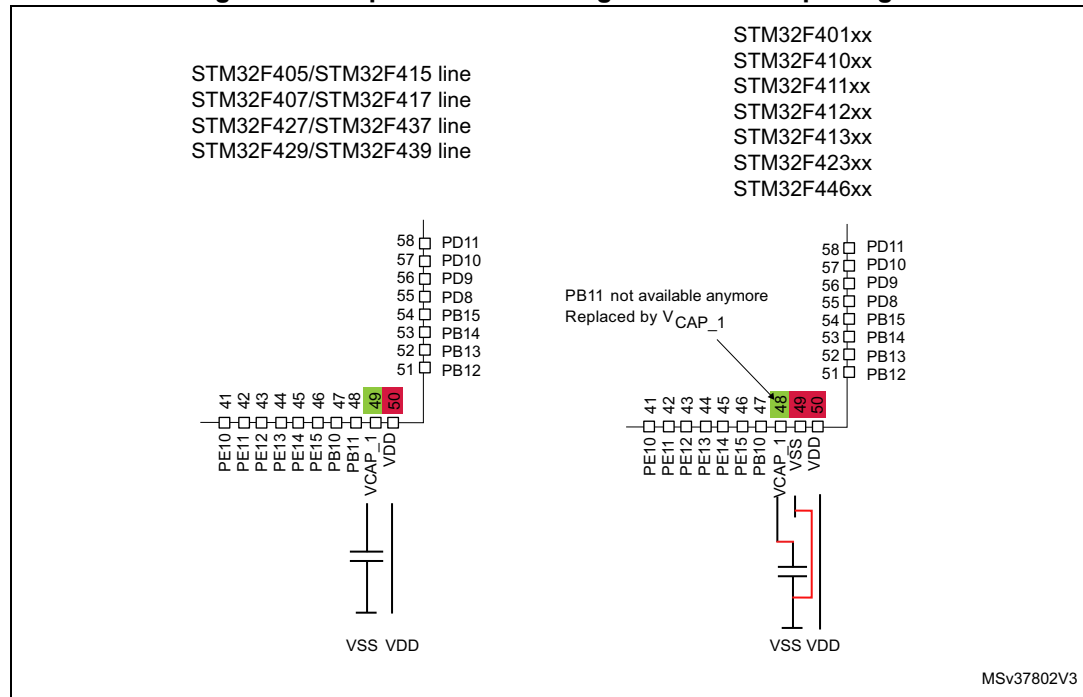 STM32F405/STM32F415 line
STM32F407/STM32F417 line
STM32F427/STM32F437 line
STM32F429/STM32F439 line
58 PD11
57 PD10
56 PD9
55 PD8
54 PB15
53 PB14
52 PB13
51 PB12
41 42 43 44 45 46 47 48 49 50
PE10 PE11 PE12 PE13 PE14 PE15 PB10 PB11 VCAP_1 VDD
VSS VDD
STM32F401xx
STM32F410xx
STM32F411xx
STM32F412xx
STM32F413xx
STM32F423xx
STM32F446xx
58 PD11
57 PD10
56 PD9
55 PD8
54 PB15
53 PB14
52 PB13
51 PB12
PB11 not available anymore
Replaced by VCAP_1
41 42 43 44 45 46 47 48 49 50
PE10 PE11 PE12 PE13 PE14 PE15 PB10 VCAP_1 VSS VDD
VSS VDD
MSv37802V3